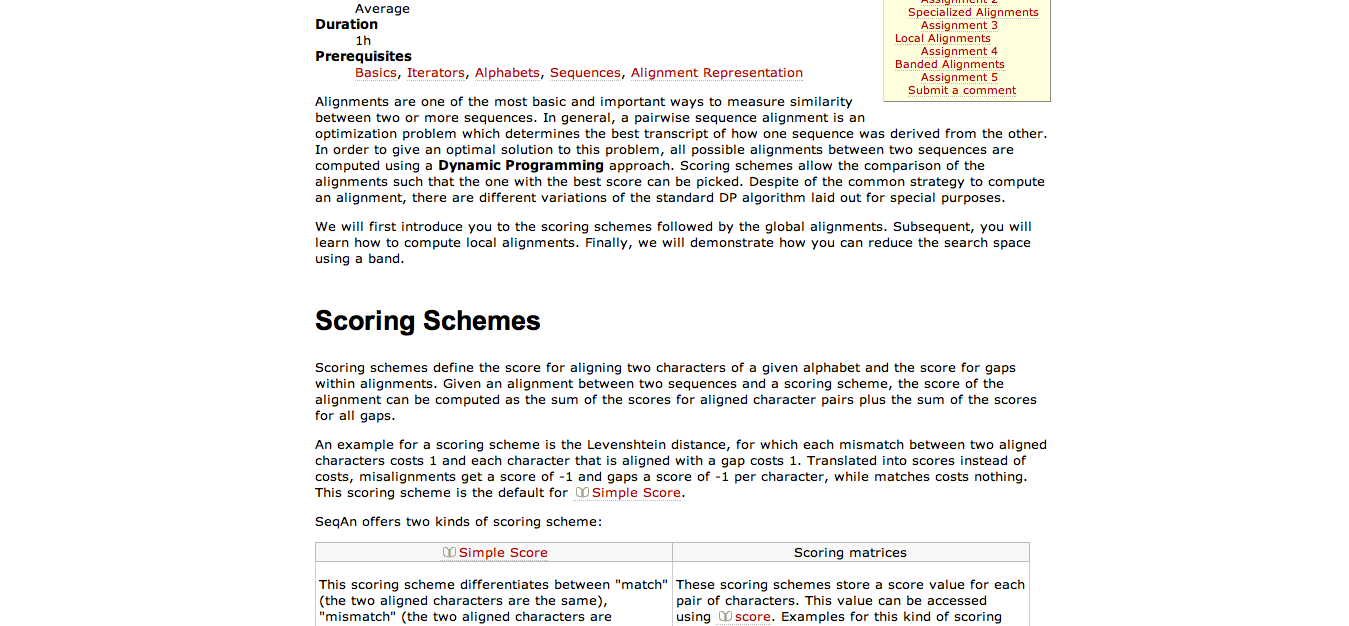 Average
Duration
1h
Prerequisites
Basics, Iterators, Alphabets, Sequences, Alignment Representation
Assignment 2
Specialized Alignments
Assignment 3
Local Alignments
Assignment 4
Banded Alignments
Assignment 5
Submit a comment
Alignments are one of the most basic and important ways to measure similarity
between two or more sequences. In general, a pairwise sequence alignment is an
optimization problem which determines the best transcript of how one sequence was derived from the other.
In order to give an optimal solution to this problem, all possible alignments between two sequences are
computed using a Dynamic Programming approach. Scoring schemes allow the comparison of the
alignments such that the one with the best score can be picked. Despite of the common strategy to compute
an alignment, there are different variations of the standard DP algorithm laid out for special purposes.
We will first introduce you to the scoring schemes followed by the global alignments. Subsequent, you will
learn how to compute local alignments. Finally, we will demonstrate how you can reduce the search space
using a band.
Scoring Schemes
Scoring schemes define the score for aligning two characters of a given alphabet and the score for gaps
within alignments. Given an alignment between two sequences and a scoring scheme, the score of the
alignment can be computed as the sum of the scores for aligned character pairs plus the sum of the scores
for all gaps.
An example for a scoring scheme is the Levenshtein distance, for which each mismatch between two aligned
characters costs 1 and each character that is aligned with a gap costs 1. Translated into scores instead of
costs, misalignments get a score of -1 and gaps a score of -1 per character, while matches costs nothing.
This scoring scheme is the default for Simple Score.
SeqAn offers two kinds of scoring scheme:
Simple Score
This scoring scheme differentiates between "match"
(the two aligned characters are the same),
"mismatch" (the two aligned characters are
Scoring matrices
These scoring schemes store a score value for each
pair of characters. This value can be accessed
using score. Examples for this kind of scoring